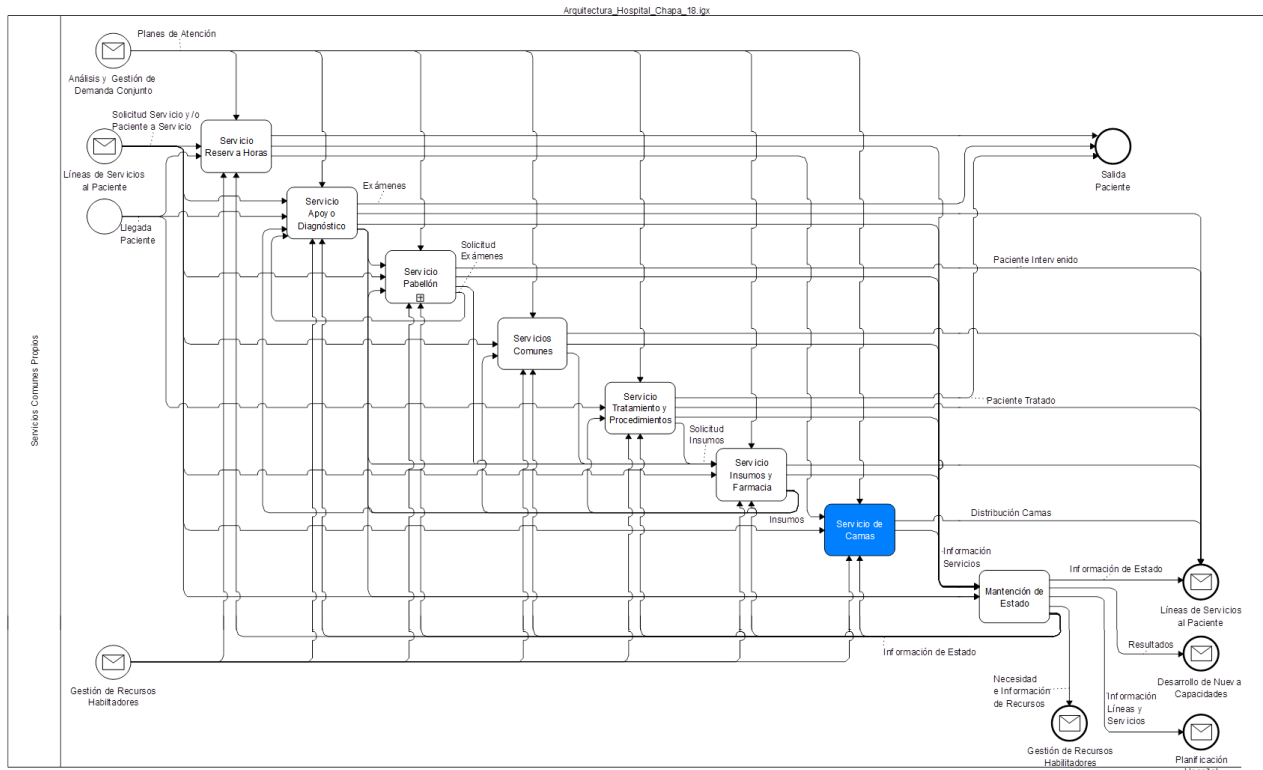 Arquitectura_Hospital_Chapa_18.igx
Servicios Comunes Propios
Planes de Atención
Análisis y Gestión de
Demanda Conjunto
Solicitud Servicio y/o
Paciente a Servicio
Líneas de Servicios
al Paciente
Llegada
Paciente
Servicio
Reserva Horas
Salida
Paciente
Exámenes
Servicio
Apoyo
Diagnóstico
Solicitud
Exámenes
Servicio
Pabellón
Paciente Intervenido
Servicios
Comunes
Servicio
Tratamiento y
Procedimientos
Paciente Tratado
Solicitud
Insumos
Servicio
Insumos y
Farmacia
Insumos
Servicio de
Camas
Distribución Camas
Información
Servicios
Mantención de
Estado
Información de Estado
Líneas de Servicios
al Paciente
Información de Estado
Resultados
Desarrollo de Nueva
Capacidades
Gestión de Recursos
Habilitadores
Necesidad
e Información
de Recursos
Información
Líneas y
Servicios
Gestión de Recursos
Habilitadores
Planificación